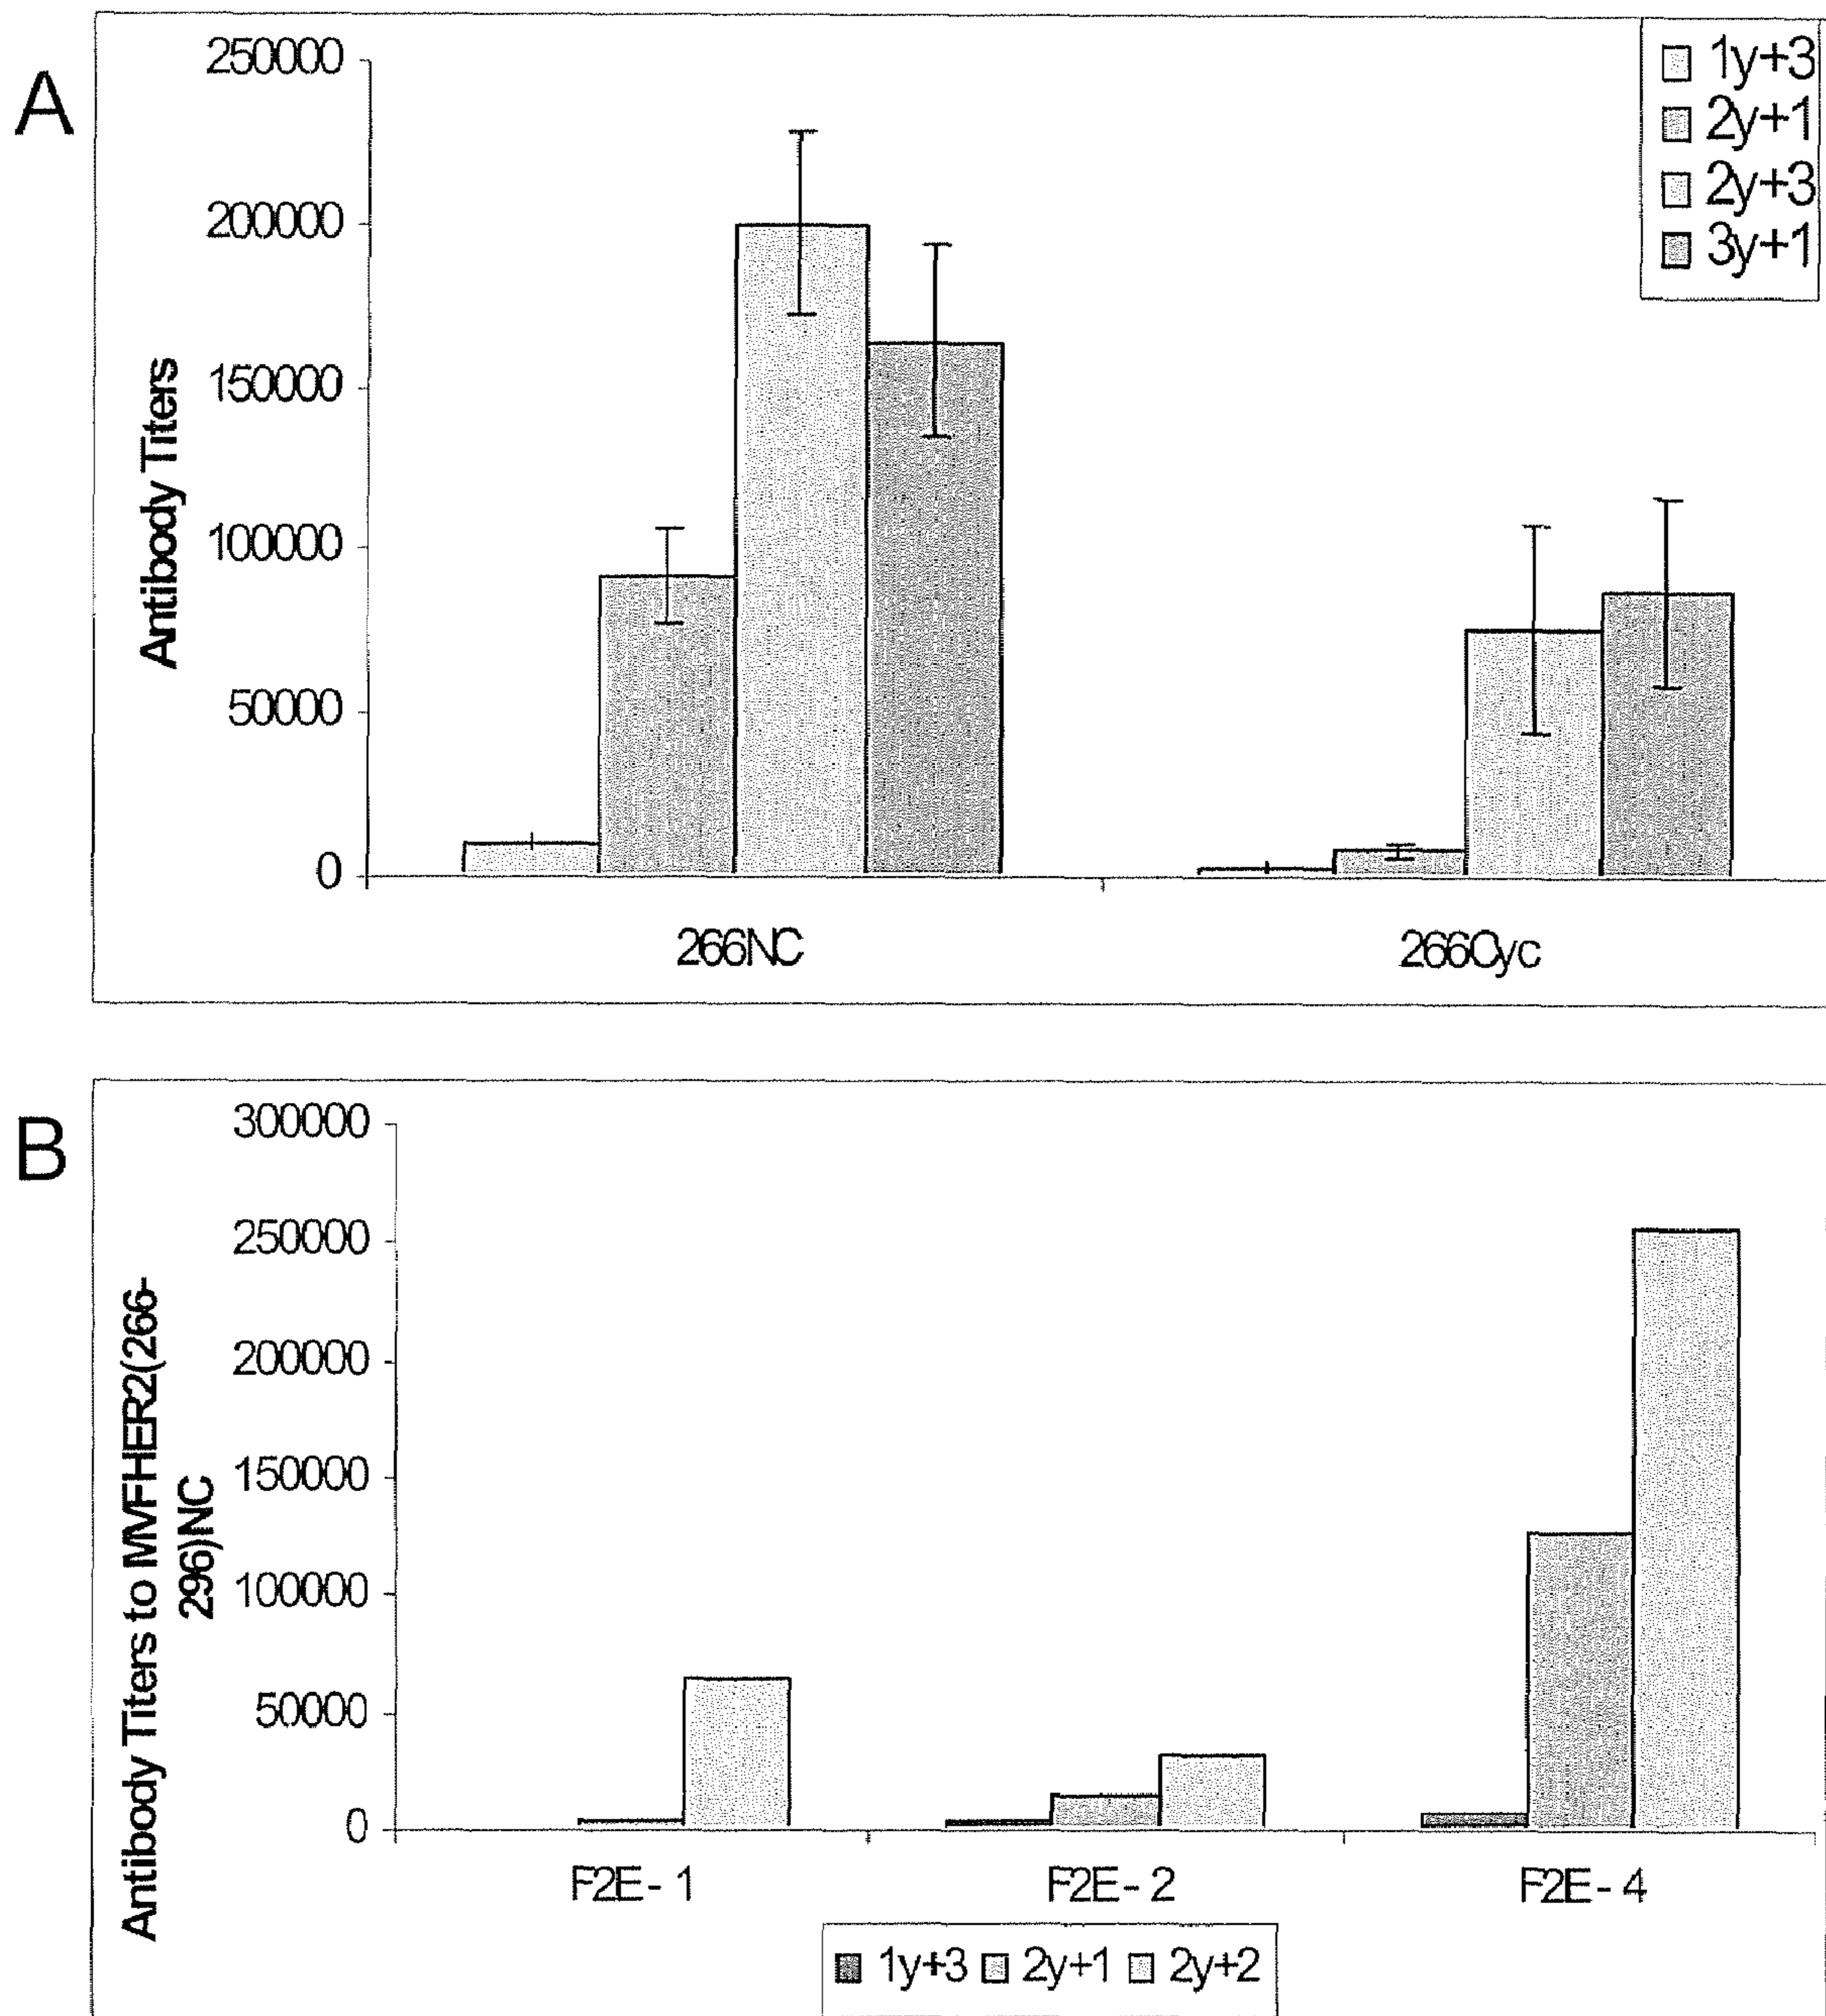 A
250000
200000
150000
100000
50000
0
Antibody Titers
1y+3
2y+1
2y+3
3y+1
266NC
266Cyc
B
300000
250000
200000
150000
100000
50000
0
Antibody Titers to MVFHER2(266-
296)NC
F2E-1
F2E-2
F2E-4
1y+3 2y+1 2y+2